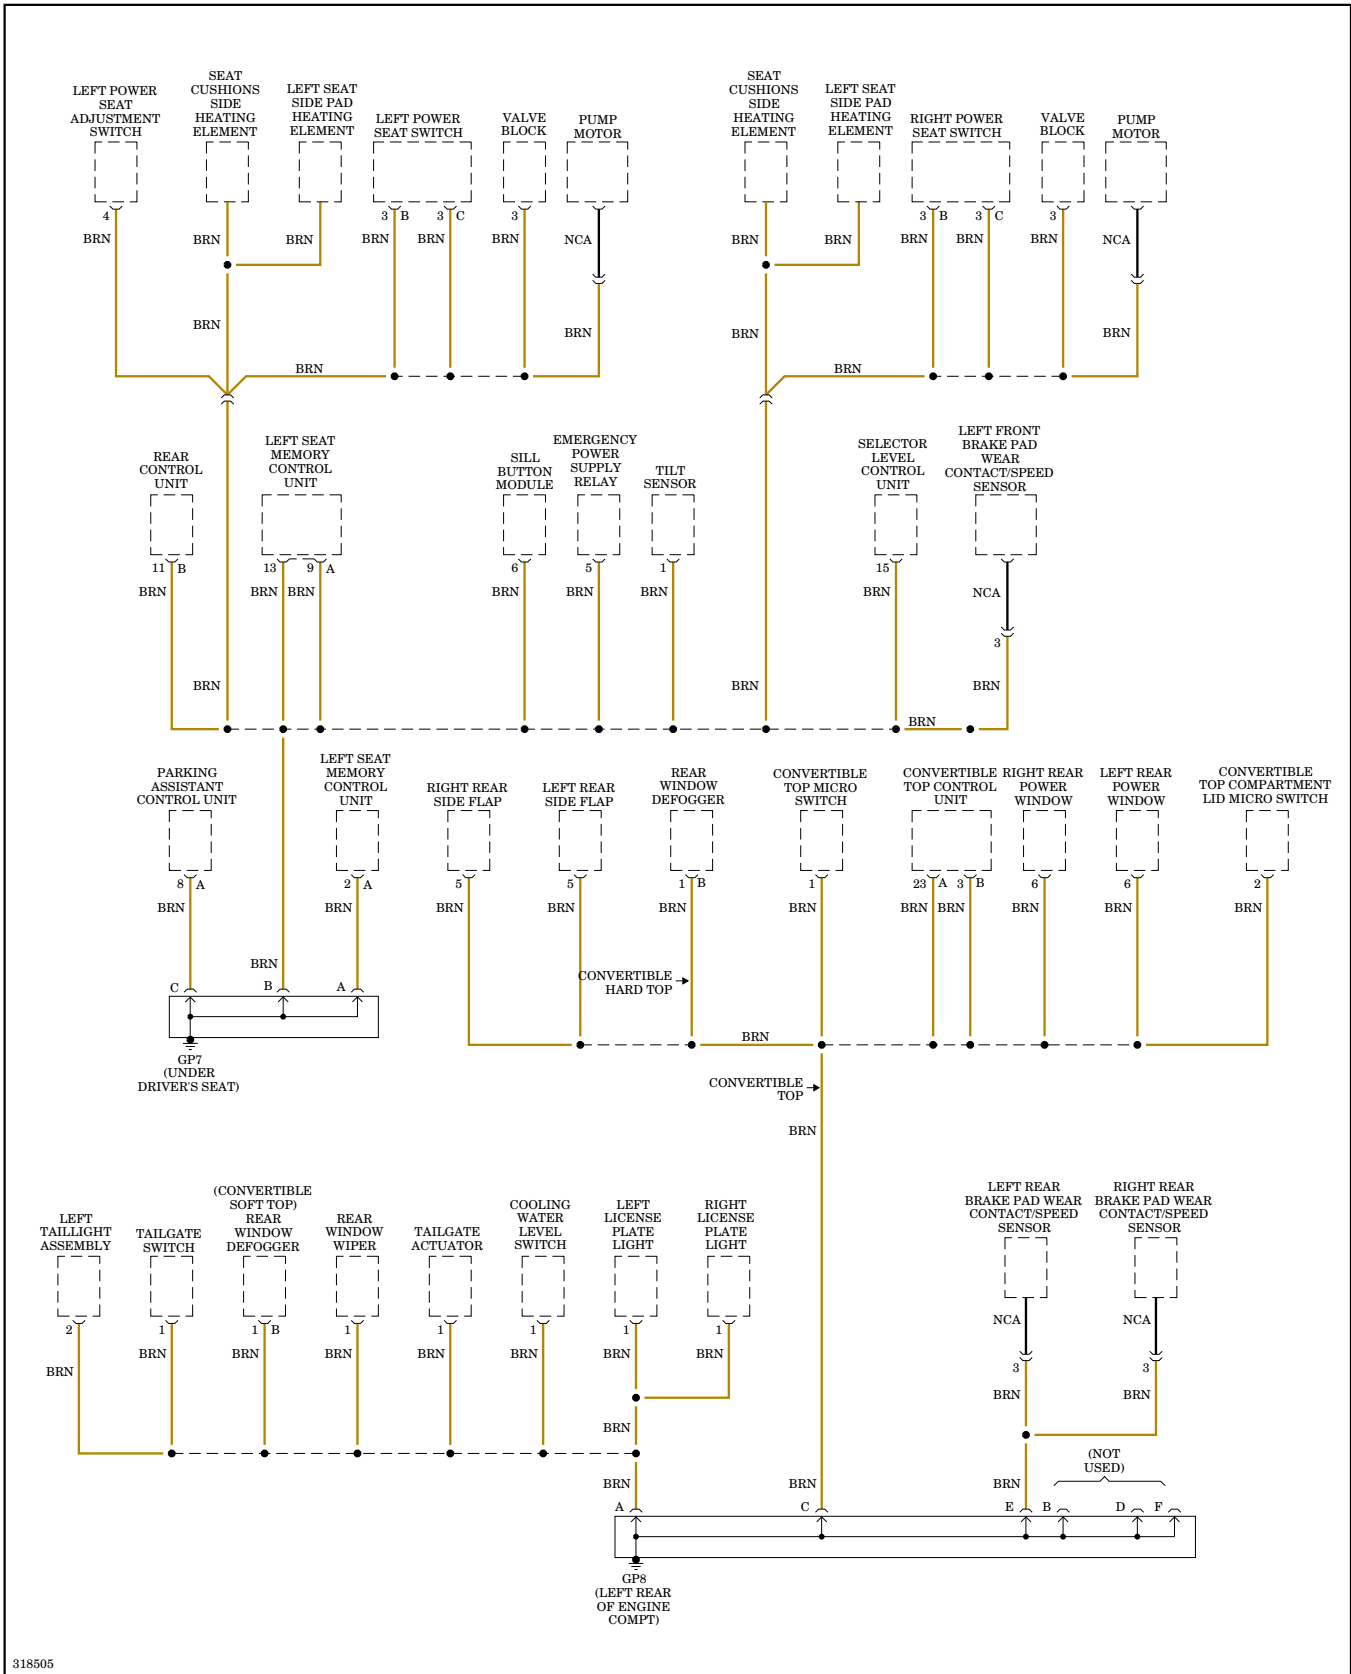 LEFT POWER
SEAT
ADJUSTMENT
SWITCH
SEAT
CUSHIONS
SIDE
HEATING
ELEMENT
LEFT SEAT
SIDE PAD
HEATING
ELEMENT
LEFT POWER
SEAT SWITCH
VALVE
BLOCK
PUMP
MOTOR
SEAT
CUSHIONS
SIDE
HEATING
ELEMENT
LEFT SEAT
SIDE PAD
HEATING
ELEMENT
RIGHT POWER
SEAT SWITCH
VALVE
BLOCK
PUMP
MOTOR
4
3 B
3 C
3
3 B
3 C
3
BRN
BRN
BRN
BRN
BRN
BRN
NCA
BRN
BRN
BRN
BRN
BRN
NCA
BRN
BRN
BRN
BRN
BRN
BRN
REAR
CONTROL
UNIT
LEFT SEAT
MEMORY
CONTROL
UNIT
SILL
BUTTON
MODULE
EMERGENCY
POWER
SUPPLY
RELAY
TILT
SENSOR
SELECTOR
LEVEL
CONTROL
UNIT
LEFT FRONT
BRAKE PAD
WEAR
CONTACT/SPEED
SENSOR
11 B
13
9 A
6
5
1
15
BRN
BRN
BRN
BRN
BRN
BRN
BRN
NCA
3
BRN
BRN
BRN
BRN
PARKING
ASSISTANT
CONTROL UNIT
LEFT SEAT
MEMORY
CONTROL
UNIT
RIGHT REAR
SIDE FLAP
LEFT REAR
SIDE FLAP
REAR
WINDOW
DEFOGGER
CONVERTIBLE
TOP MICRO
SWITCH
CONVERTIBLE
TOP CONTROL
UNIT
RIGHT REAR
POWER
WINDOW
LEFT REAR
POWER
WINDOW
CONVERTIBLE
TOP COMPARTMENT
LID MICRO SWITCH
8 A
2 A
5
5
1 B
1
23 A
3 B
6
6
2
BRN
BRN
BRN
BRN
BRN
BRN
BRN
BRN
BRN
BRN
BRN
BRN
C
B
A
CONVERTIBLE
HARD TOP
BRN
GP7
(UNDER
DRIVER'S SEAT)
CONVERTIBLE
TOP
BRN
LEFT
TAILLIGHT
ASSEMBLY
TAILGATE
SWITCH
(CONVERTIBLE
SOFT TOP)
REAR
WINDOW
DEFOGGER
REAR
WINDOW
WIPER
TAILGATE
ACTUATOR
COOLING
WATER
LEVEL
SWITCH
LEFT
LICENSE
PLATE
LIGHT
RIGHT
LICENSE
PLATE
LIGHT
LEFT REAR
BRAKE PAD WEAR
CONTACT/SPEED
SENSOR
RIGHT REAR
BRAKE PAD WEAR
CONTACT/SPEED
SENSOR
2
1
1 B
1
1
1
1
1
NCA
NCA
BRN
BRN
BRN
BRN
BRN
BRN
BRN
BRN
3
3
BRN
BRN
BRN
(NOT
USED)
BRN
BRN
BRN
A
C
E
B
D
F
GP8
(LEFT REAR
OF ENGINE
COMPT)
318505